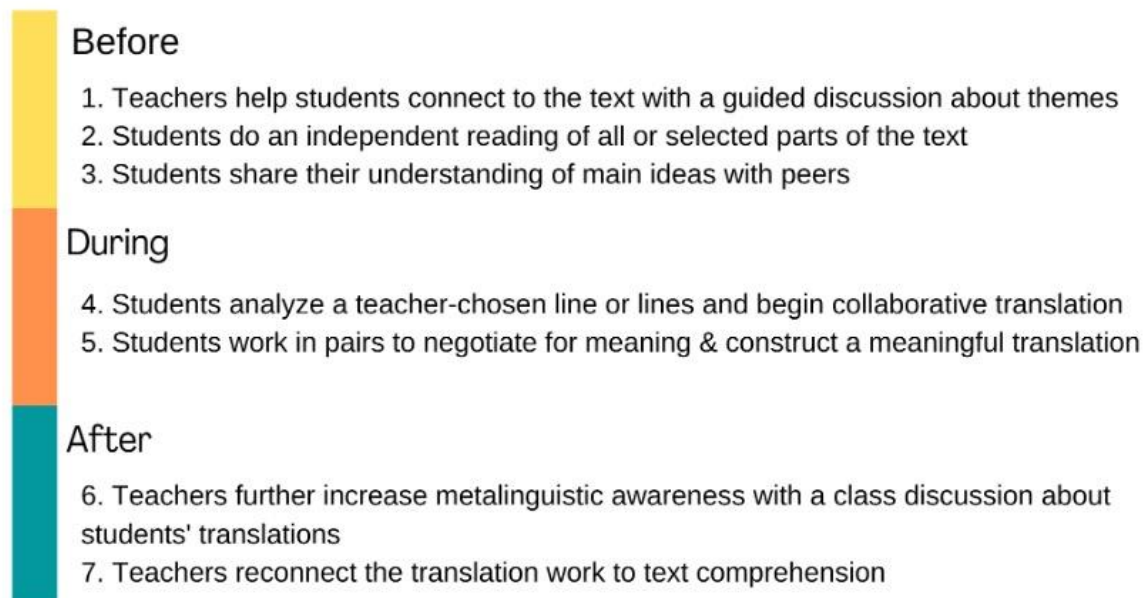 Before
1. Teachers help students connect to the text with a guided discussion about themes
2. Students do an independent reading of all or selected parts of the text
3. Students share their understanding of main ideas with peers
During
4. Students analyze a teacher-chosen line or lines and begin collaborative translation
5. Students work in pairs to negotiate for meaning & construct a meaningful translation
After
6. Teachers further increase metalinguistic awareness with a class discussion about
students' translations
7. Teachers reconnect the translation work to text comprehension